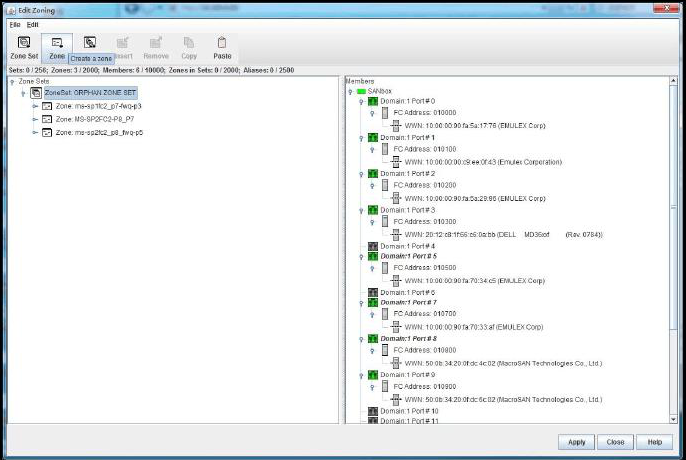 Edit Zoning
File Edit
Zone Set Zone Insert Remove Copy Paste
Create a zone
Sets: 0 / 256; Zones: 3 / 2000; Members: 6 / 10000; Zones in Sets: 0 / 2000; Aliases: 0 / 2500
Zone Sets
ZoneSet: ORPHAN ZONE SET
Zone: ms-sp1fc2_p7-fwq-p3
Zone: MS-SP2FC2-P8_P7
Zone: ms-sp2fc2_p8_fwq-p5
Members
SANbox
Domain:1 Port# 0
FC Address: 010000
WWN: 10:00:00:90:fa:5a:17:76 (EMULEX Corp)
Domain:1 Port# 1
FC Address: 010100
WWN: 10:00:00:00:c9:ee:0f:43 (Emulex Corporation)
Domain:1 Port# 2
FC Address: 010200
WWN: 10:00:00:90:fa:5a:29:86 (EMULEX Corp)
Domain:1 Port# 3
FC Address: 010300
(DELL MD36xxf (Rev. 0784))
Domain:1 Port# 4
Domain:1 Port# 5
FC Address: 010500
WWN: 10:00:00:90:fa:70:34:c5 (EMULEX Corp)
Domain:1 Port# 6
Domain:1 Port# 7
FC Address: 010700
WWN: 10:00:00:90:fa:70:33:af (EMULEX Corp)
Domain:1 Port# 8
FC Address: 010800
WWN: 50:0b:34:20:0f:dc:4c:02 (MacroSAN Technologies Co., Ltd.)
Domain:1 Port# 9
FC Address: 010900
WWN: 50:0b:34:20:0f:dc:6c:02 (MacroSAN Technologies Co., Ltd.)
Domain:1 Port# 10
Domain:1 Port# 11
Apply Close Help